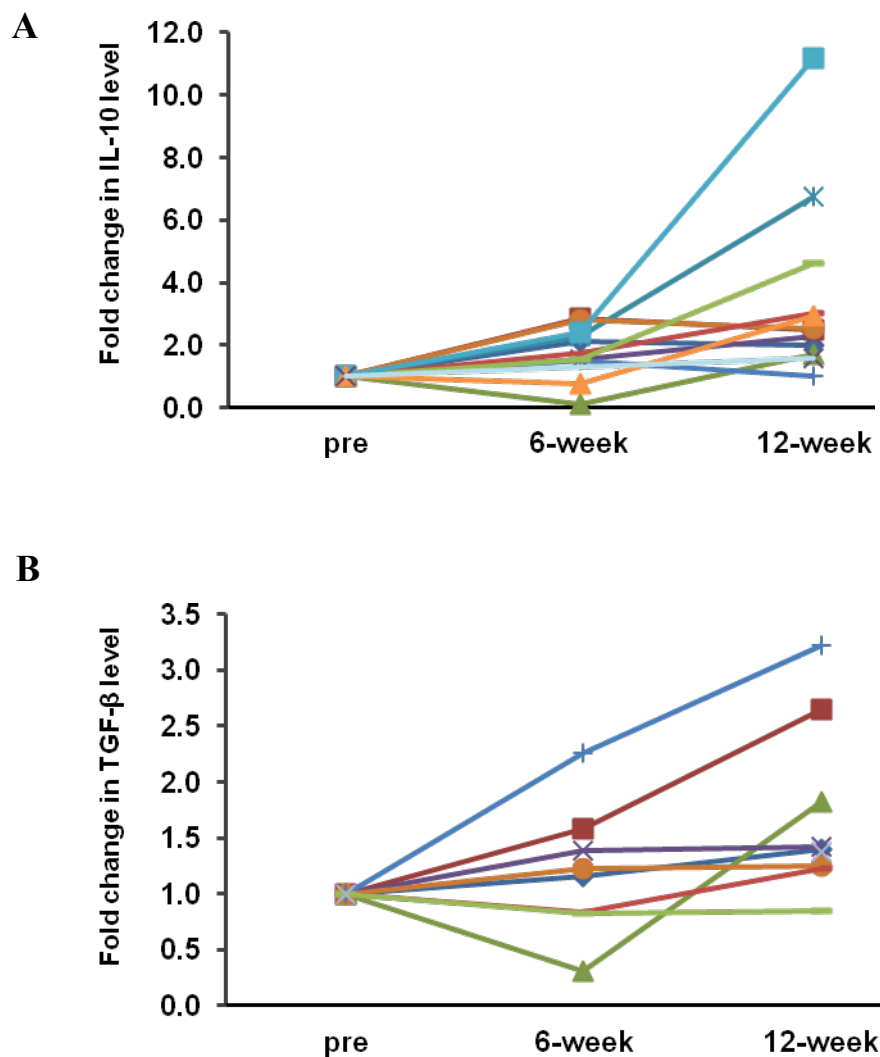 A
Fold change in IL-10 level
12.0
10.0
8.0
6.0
4.0
2.0
0.0
pre 6-week 12-week
B
Fold change in TGF-β level
3.5
3.0
2.5
2.0
1.5
1.0
0.5
0.0
pre 6-week 12-week